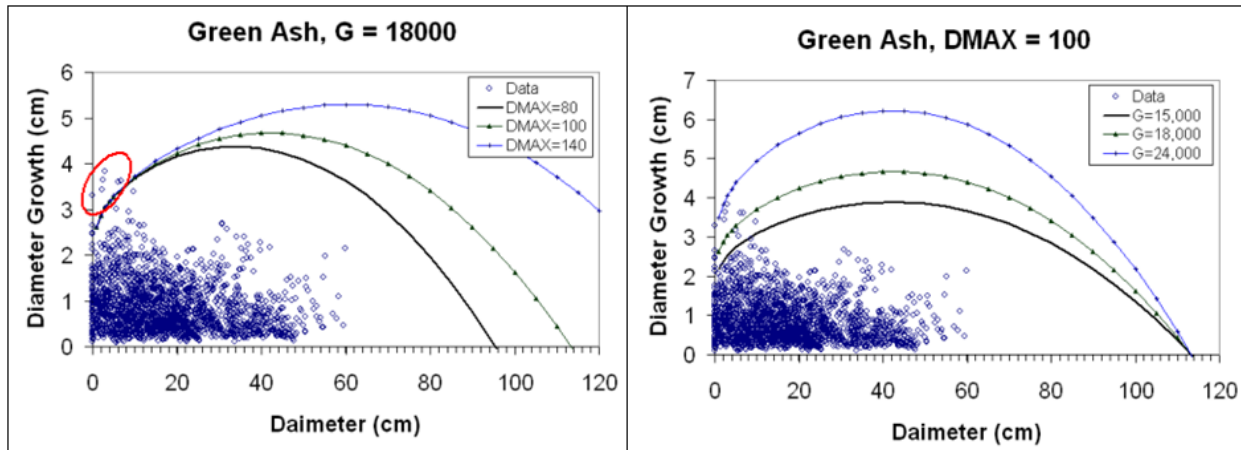 Green Ash, G = 18000
Diameter Growth (cm)
6
5
4
3
2
1
0
Data
DMAX=80
DMAX=100
DMAX=140
0 20 40 60 80 100 120
Daimeter (cm)
Green Ash, DMAX = 100
Diameter Growth (cm)
7
6
5
4
3
2
1
0
Data
G=15,000
G=18,000
G=24,000
0 20 40 60 80 100 120
Daimeter (cm)